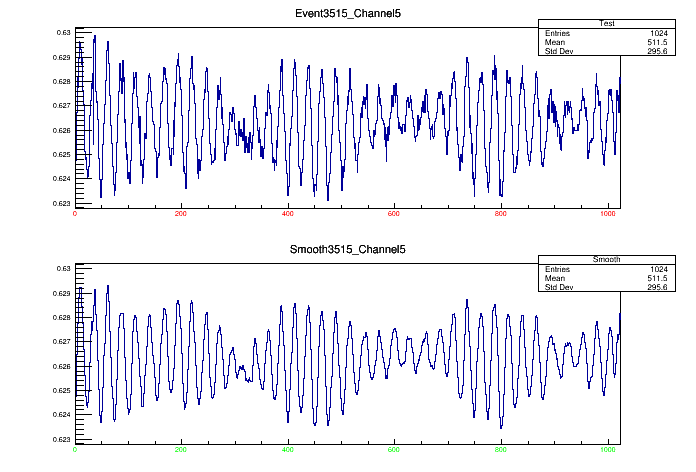 Event3515_Channel5
Test
Entries 1024
Mean 511.5
Std Dev 295.6
0.63
0.629
0.628
0.627
0.626
0.625
0.624
0.623
0 200 400 600 800 1000
Smooth3515_Channel5
Smooth
Entries 1024
Mean 511.5
Std Dev 295.6
0.63
0.629
0.628
0.627
0.626
0.625
0.624
0.623
0 200 400 600 800 1000